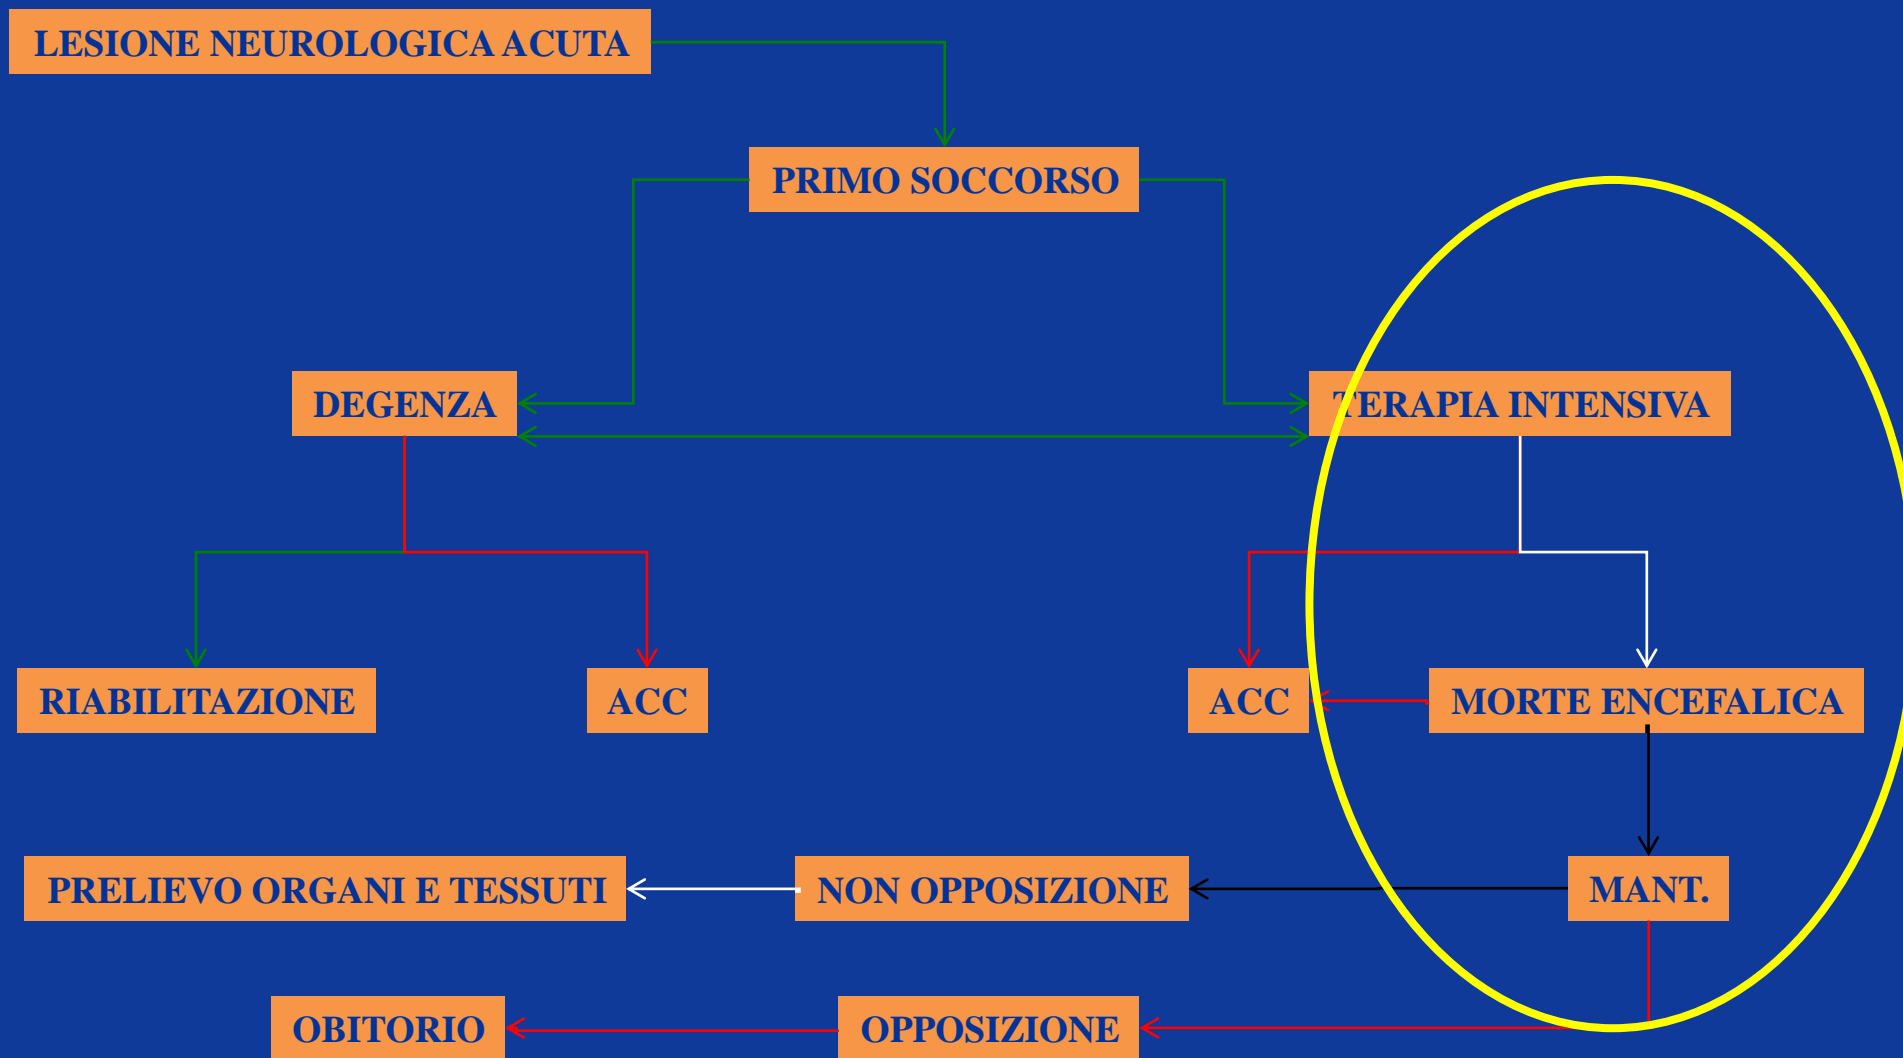 LESIONE NEUROLOGICA ACUTA
PRIMO SOCCORSO
DEGENZA
TERAPIA INTENSIVA
RIABILITAZIONE
ACC
ACC
MORTE ENCEFALICA
PRELIEVO ORGANI E TESSUTI
NON OPPOSIZIONE
MANT.
OBITORIO
OPPOSIZIONE